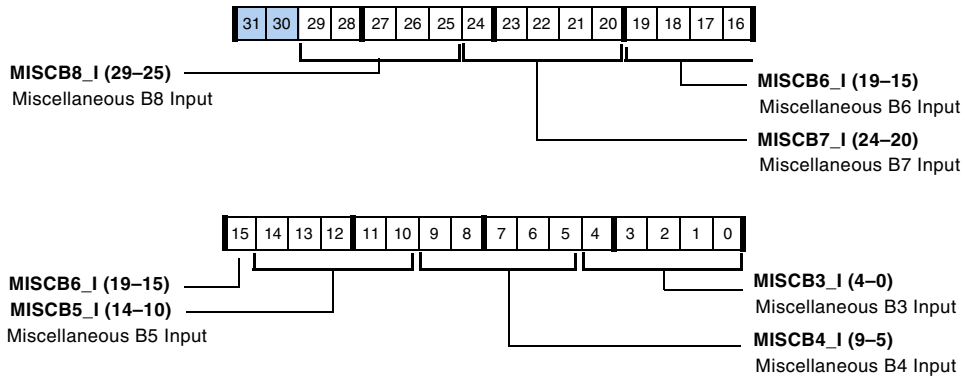 31 30 29 28 27 26 25 24 23 22 21 20 19 18 17 16
MISCB8_I (29–25)
Miscellaneous B8 Input
MISCB6_I (19–15)
Miscellaneous B6 Input
MISCB7_I (24–20)
Miscellaneous B7 Input
15 14 13 12 11 10 9 8 7 6 5 4 3 2 1 0
MISCB6_I (19–15)
MISCB5_I (14–10)
Miscellaneous B5 Input
MISCB3_I (4–0)
Miscellaneous B3 Input
MISCB4_I (9–5)
Miscellaneous B4 Input